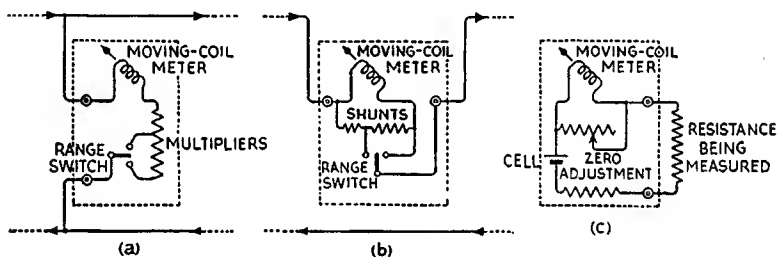 MOVING-COIL
METER
MULTIPLIERS
RANGE
SWITCH
(a)
MOVING-COIL
METER
SHUNTS
RANGE
SWITCH
(b)
MOVING-COIL
METER
CELL
ZERO
ADJUSTMENT
RESISTANCE
BEING
MEASURED
(c)